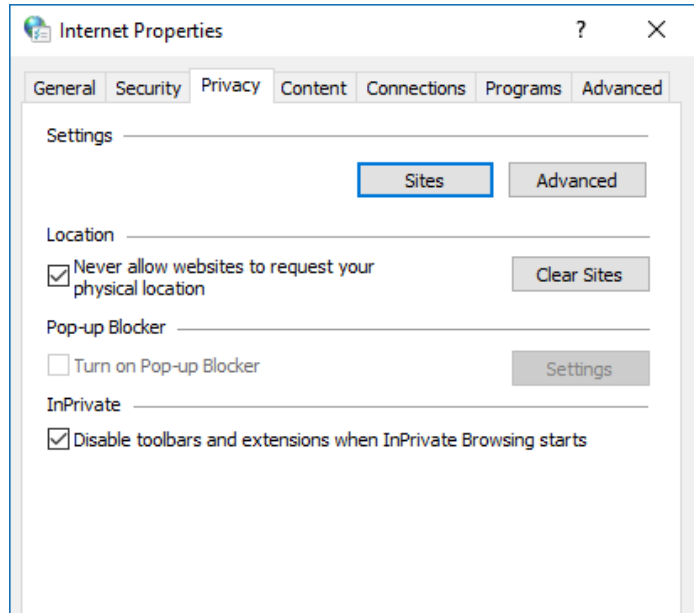 Internet Properties ?
General Security Privacy Content Connections Programs Advanced
Settings
Sites Advanced
Location
Never allow websites to request your
physical location
Clear Sites
Pop-up Blocker
Turn on Pop-up Blocker Settings
InPrivate
Disable toolbars and extensions when InPrivate Browsing starts